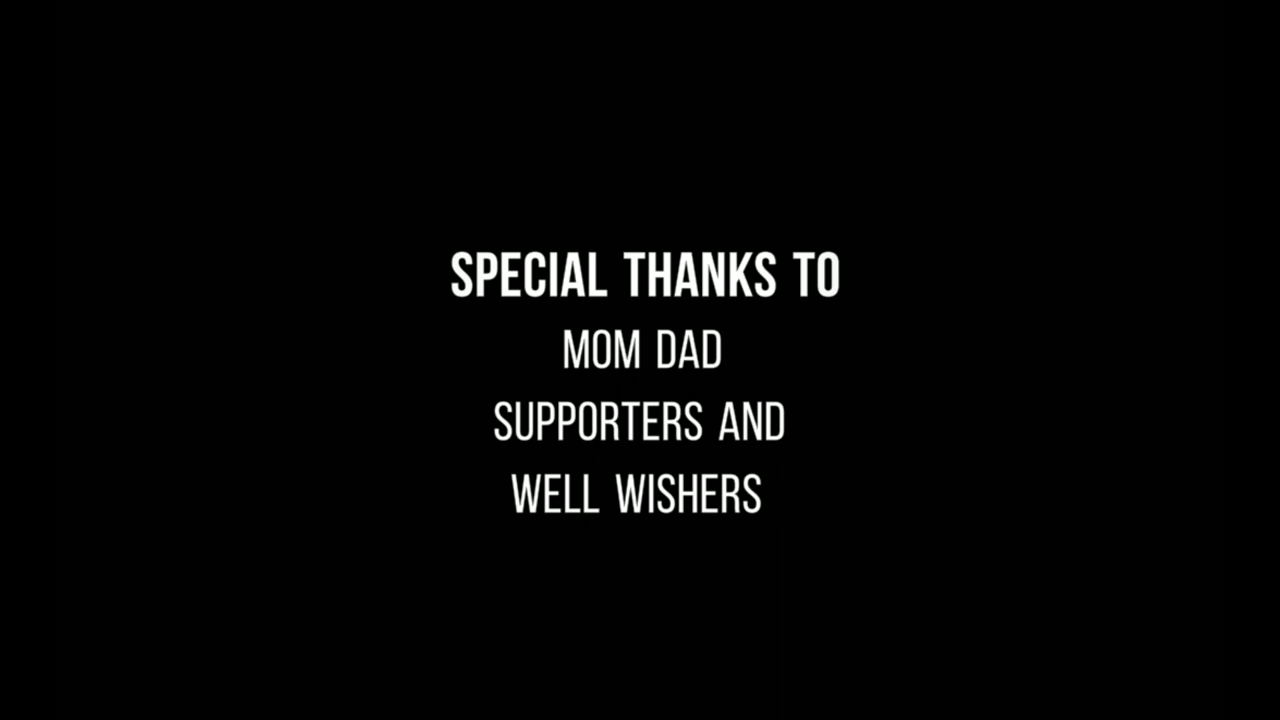 SPECIAL THANKS TO
MOM DAD
SUPPORTERS AND
WELL WISHERS